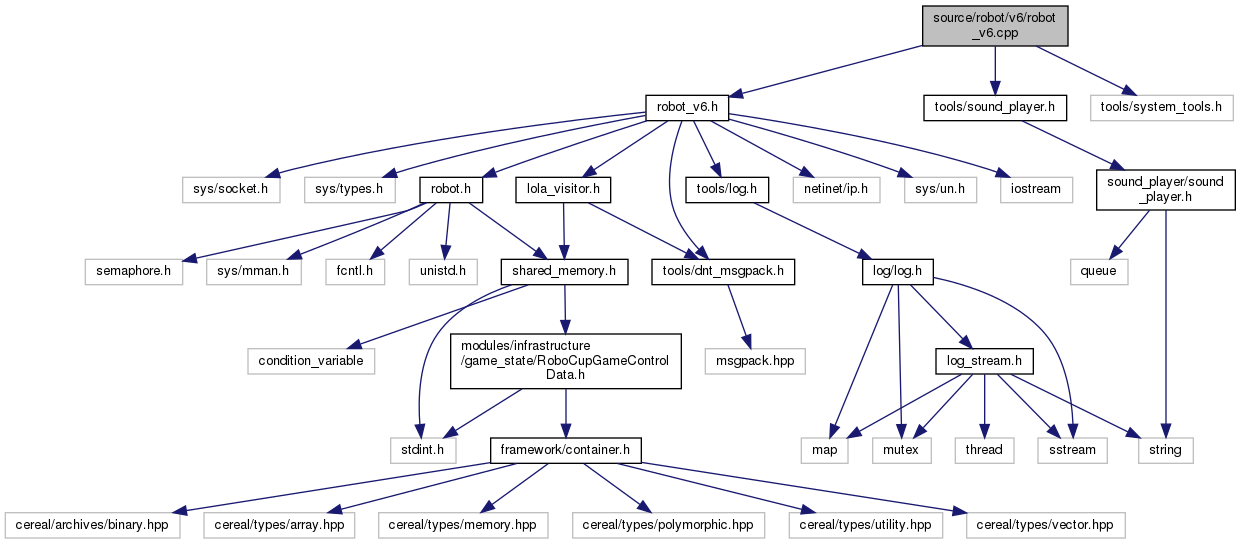 source/robot/v6/robot
_v6.cpp
robot_v6.h
tools/sound_player.h
tools/system_tools.h
sys/socket.h
sys/types.h
robot.h
lola_visitor.h
tools/log.h
netinet/ip.h
sys/un.h
iostream
sound_player/sound
_player.h
semaphore.h
sys/mman.h
fcntl.h
unistd.h
shared_memory.h
tools/dnt_msgpack.h
log/log.h
queue
condition_variable
modules/infrastructure
/game_state/RoboCupGameControl
Data.h
msgpack.hpp
log_stream.h
stdint.h
framework/container.h
map
mutex
thread
sstream
string
cereal/archives/binary.hpp
cereal/types/array.hpp
cereal/types/memory.hpp
cereal/types/polymorphic.hpp
cereal/types/utility.hpp
cereal/types/vector.hpp